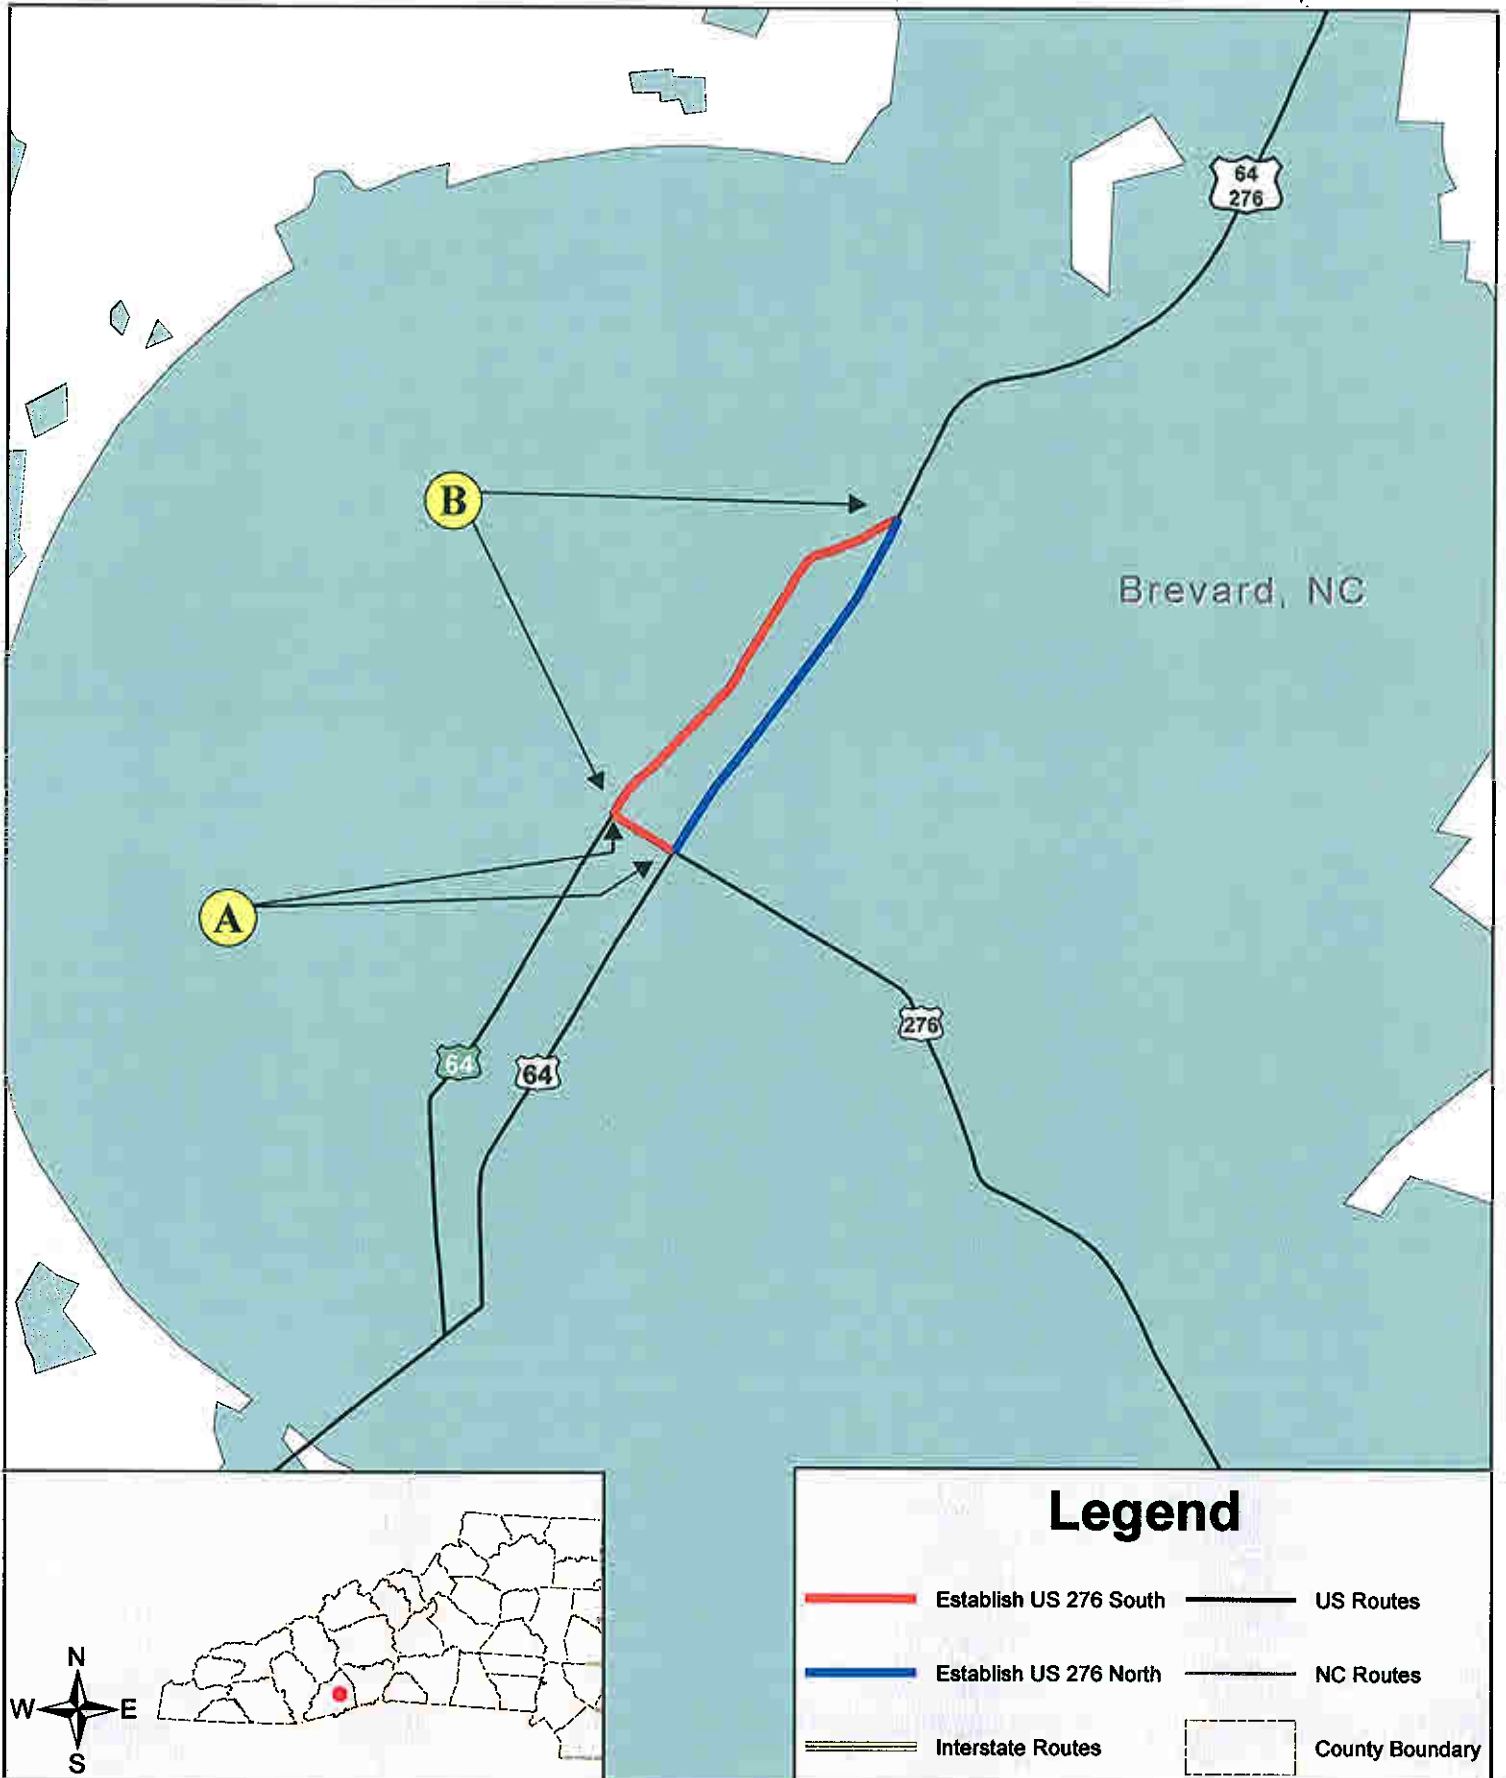 64
276
B
Brevard, NC
A
276
64
64
Legend
Establish US 276 South
US Routes
Establish US 276 North
NC Routes
Interstate Routes
County Boundary
N
W
E
S